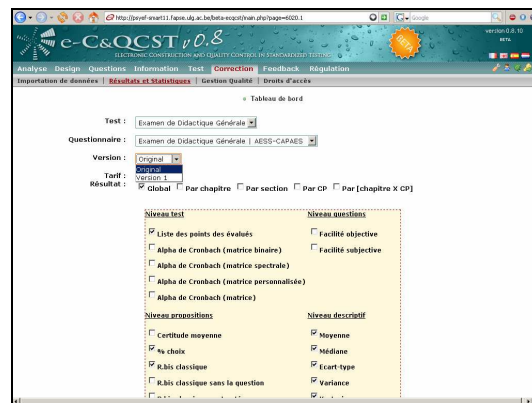 http://psyef-smart11.fapse.ulg.ac.be/beta-ecqcst/main.php?page=6020.1
Google
e-C&QCST v0.8
ELECTRONIC CONSTRUCTION AND QUALITY CONTROL IN STANDARDIZED TESTING
BETA
version0.8.10
BETA
Analyse Design Questions Information Test Correction Feedback Régulation
Importation de données | Résultats et Statistiques | Gestion Qualité | Droits d'accès
Tableau de bord
Test : Examen de Didactique Générale
Questionnaire : Examen de Didactique Générale | AESS-CAPAES
Version : Original
Original
Version 1
Tarif :
Résultat : Global Par chapitre Par section Par CP Par [chapitre X CP]
Niveau test
Liste des points des évalués
Alpha de Cronbach (matrice binaire)
Alpha de Cronbach (matrice spectrale)
Alpha de Cronbach (matrice personnalisée)
Alpha de Cronbach (matrice)
Niveau questions
Facilité objective
Facilité subjective
Niveau propositions
Certitude moyenne
% choix
R.bis classique
R.bis classique sans la question
Niveau descriptif
Moyenne
Médiane
Ecart-type
Variance